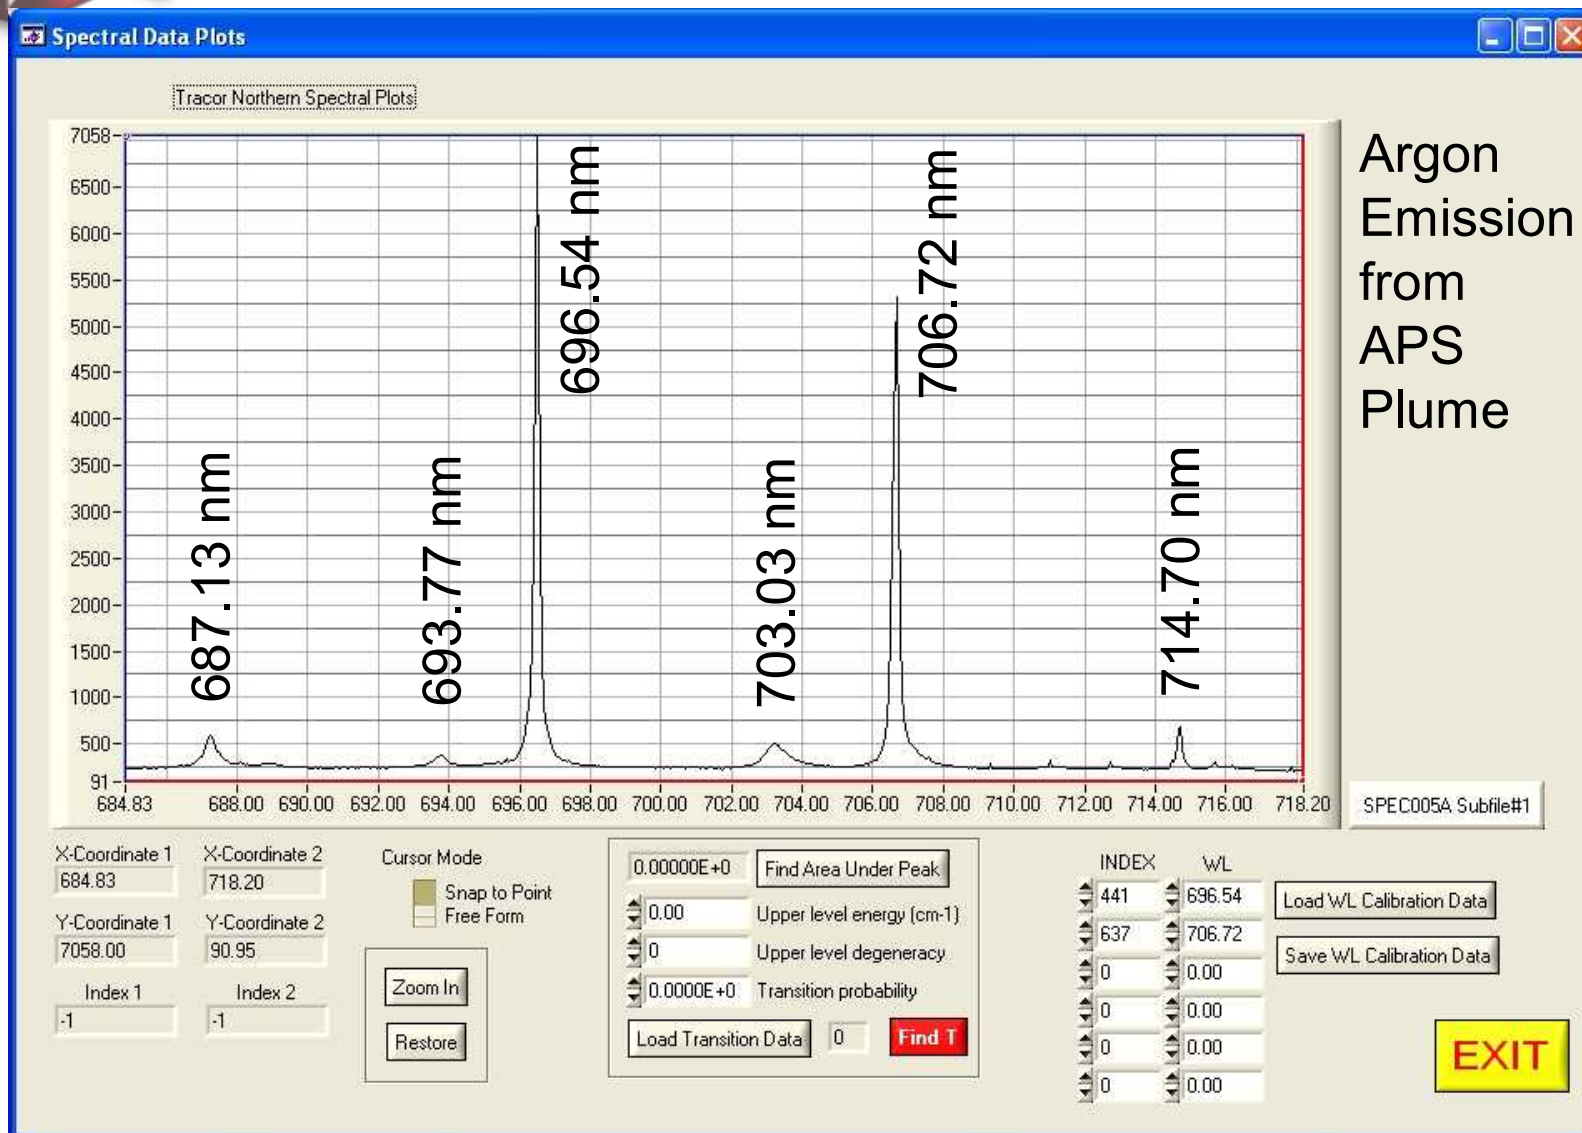 Spectral Data Plots
Tracor Northern Spectral Plots
7058
6500
6000
5500
5000
4500
4000
3500
3000
2500
2000
1500
1000
500
91
684.83 688.00 690.00 692.00 694.00 696.00 698.00 700.00 702.00 704.00 706.00 708.00 710.00 712.00 714.00 716.00 718.20
687.13 nm
693.77 nm
696.54 nm
703.03 nm
706.72 nm
714.70 nm
Argon
Emission
from
APS
Plume
SPEC005A Subfile#1
X-Coordinate 1 X-Coordinate 2
684.83 718.20
Y-Coordinate 1 Y-Coordinate 2
7058.00 90.95
Index 1 Index 2
-1 -1
Cursor Mode
Snap to Point
Free Form
Zoom In
Restore
0.00000E+0 Find Area Under Peak
0.00 Upper level energy (cm-1)
0 Upper level degeneracy
0.0000E+0 Transition probability
Load Transition Data 0 Find T
INDEX WL
441 696.54
637 706.72
0 0.00
0 0.00
0 0.00
0 0.00
Load WL Calibration Data
Save WL Calibration Data
EXIT